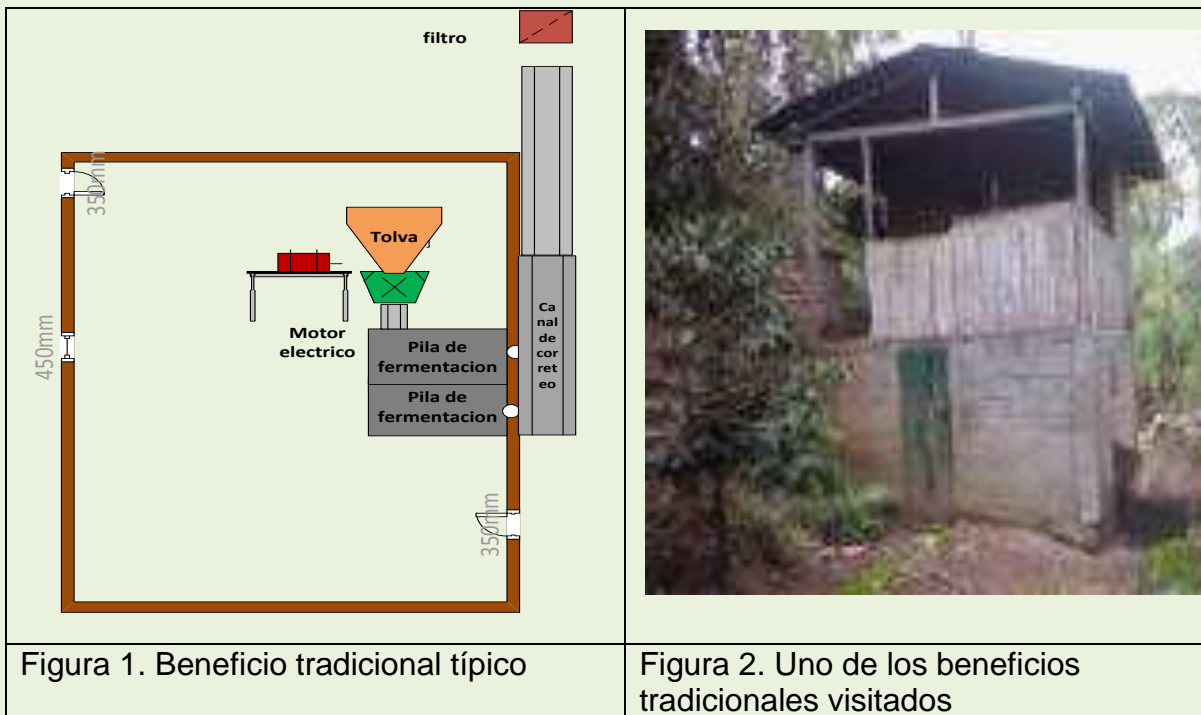 filtro
350mm
Tolva
Motor
electrico
Ca
nal
de
cor
ret
eo
Pila de
fermentacion
Pila de
fermentacion
450mm
350mm
Figura 1. Beneficio tradicional típico
Figura 2. Uno de los beneficios
tradicionales visitados